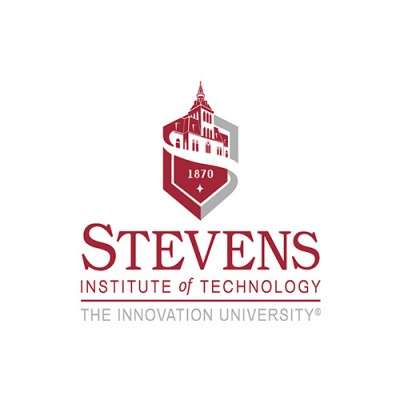 1870
STEVENS
INSTITUTE of TECHNOLOGY
THE INNOVATION UNIVERSITY®